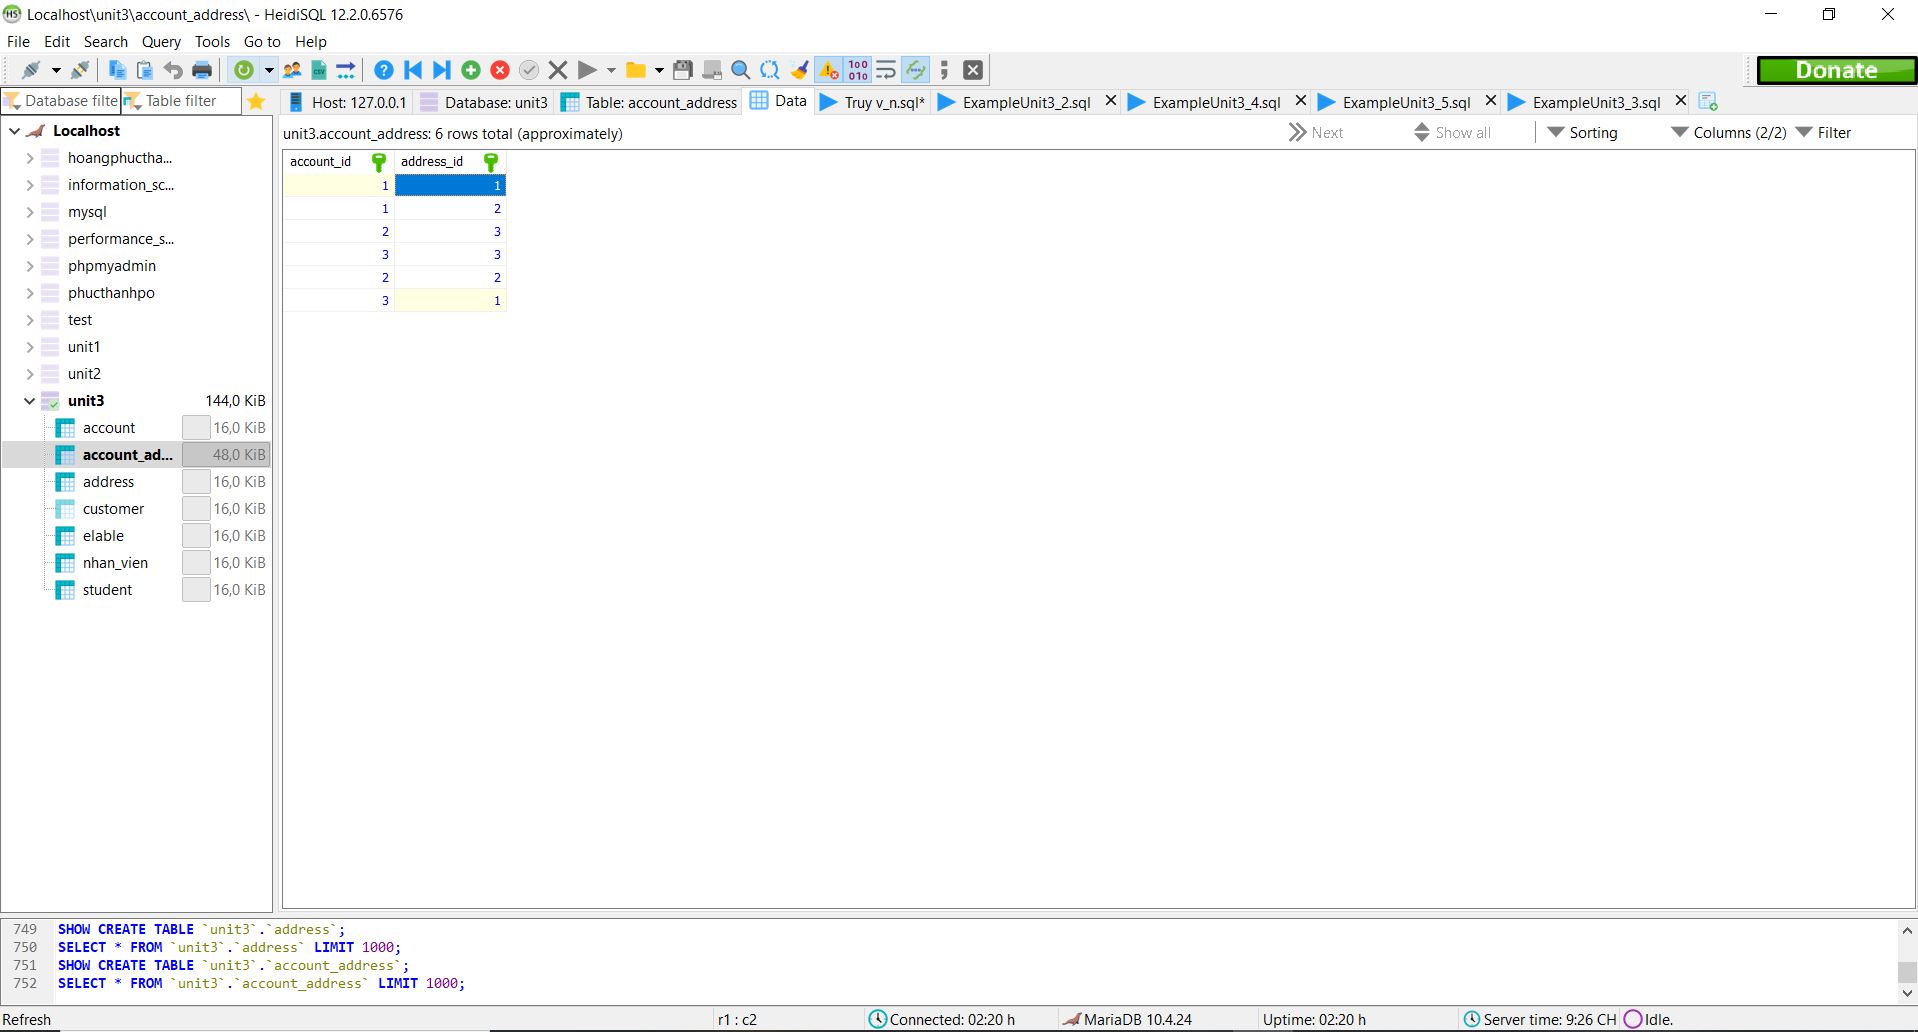 HS Localhost\unit3\account_address\ - HeidiSQL 12.2.0.6576
File Edit Search Query Tools Go to Help
Donate
Database filte Table filter Host: 127.0.0.1 Database: unit3 Table: account_address Data Truy v_n.sql* ExampleUnit3_2.sql ExampleUnit3_4.sql ExampleUnit3_5.sql ExampleUnit3_3.sql
unit3.account_address: 6 rows total (approximately) Next Show all Sorting Columns (2/2) Filter
Localhost
hoangphuctha...
information_sc...
mysql
performance_s...
phpmyadmin
phucthanhpo
test
unit1
unit2
unit3 144,0 KiB
account 16,0 KiB
account_ad... 48,0 KiB
address 16,0 KiB
customer 16,0 KiB
elable 16,0 KiB
nhan_vien 16,0 KiB
student 16,0 KiB
account_id address_id
1 1
1 2
2 3
3 3
2 2
3 1
749 SHOW CREATE TABLE `unit3`.`address`;
750 SELECT * FROM `unit3`.`address` LIMIT 1000;
751 SHOW CREATE TABLE `unit3`.`account_address`;
752 SELECT * FROM `unit3`.`account_address` LIMIT 1000;
Refresh r1 : c2 Connected: 02:20 h MariaDB 10.4.24 Uptime: 02:20 h Server time: 9:26 CH Idle.